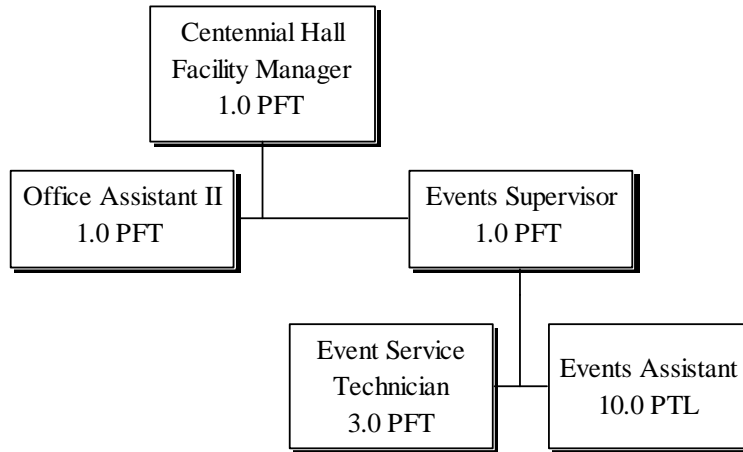 Centennial Hall
Facility Manager
1.0 PFT
Office Assistant II
1.0 PFT
Events Supervisor
1.0 PFT
Event Service
Technician
3.0 PFT
Events Assistant
10.0 PTL